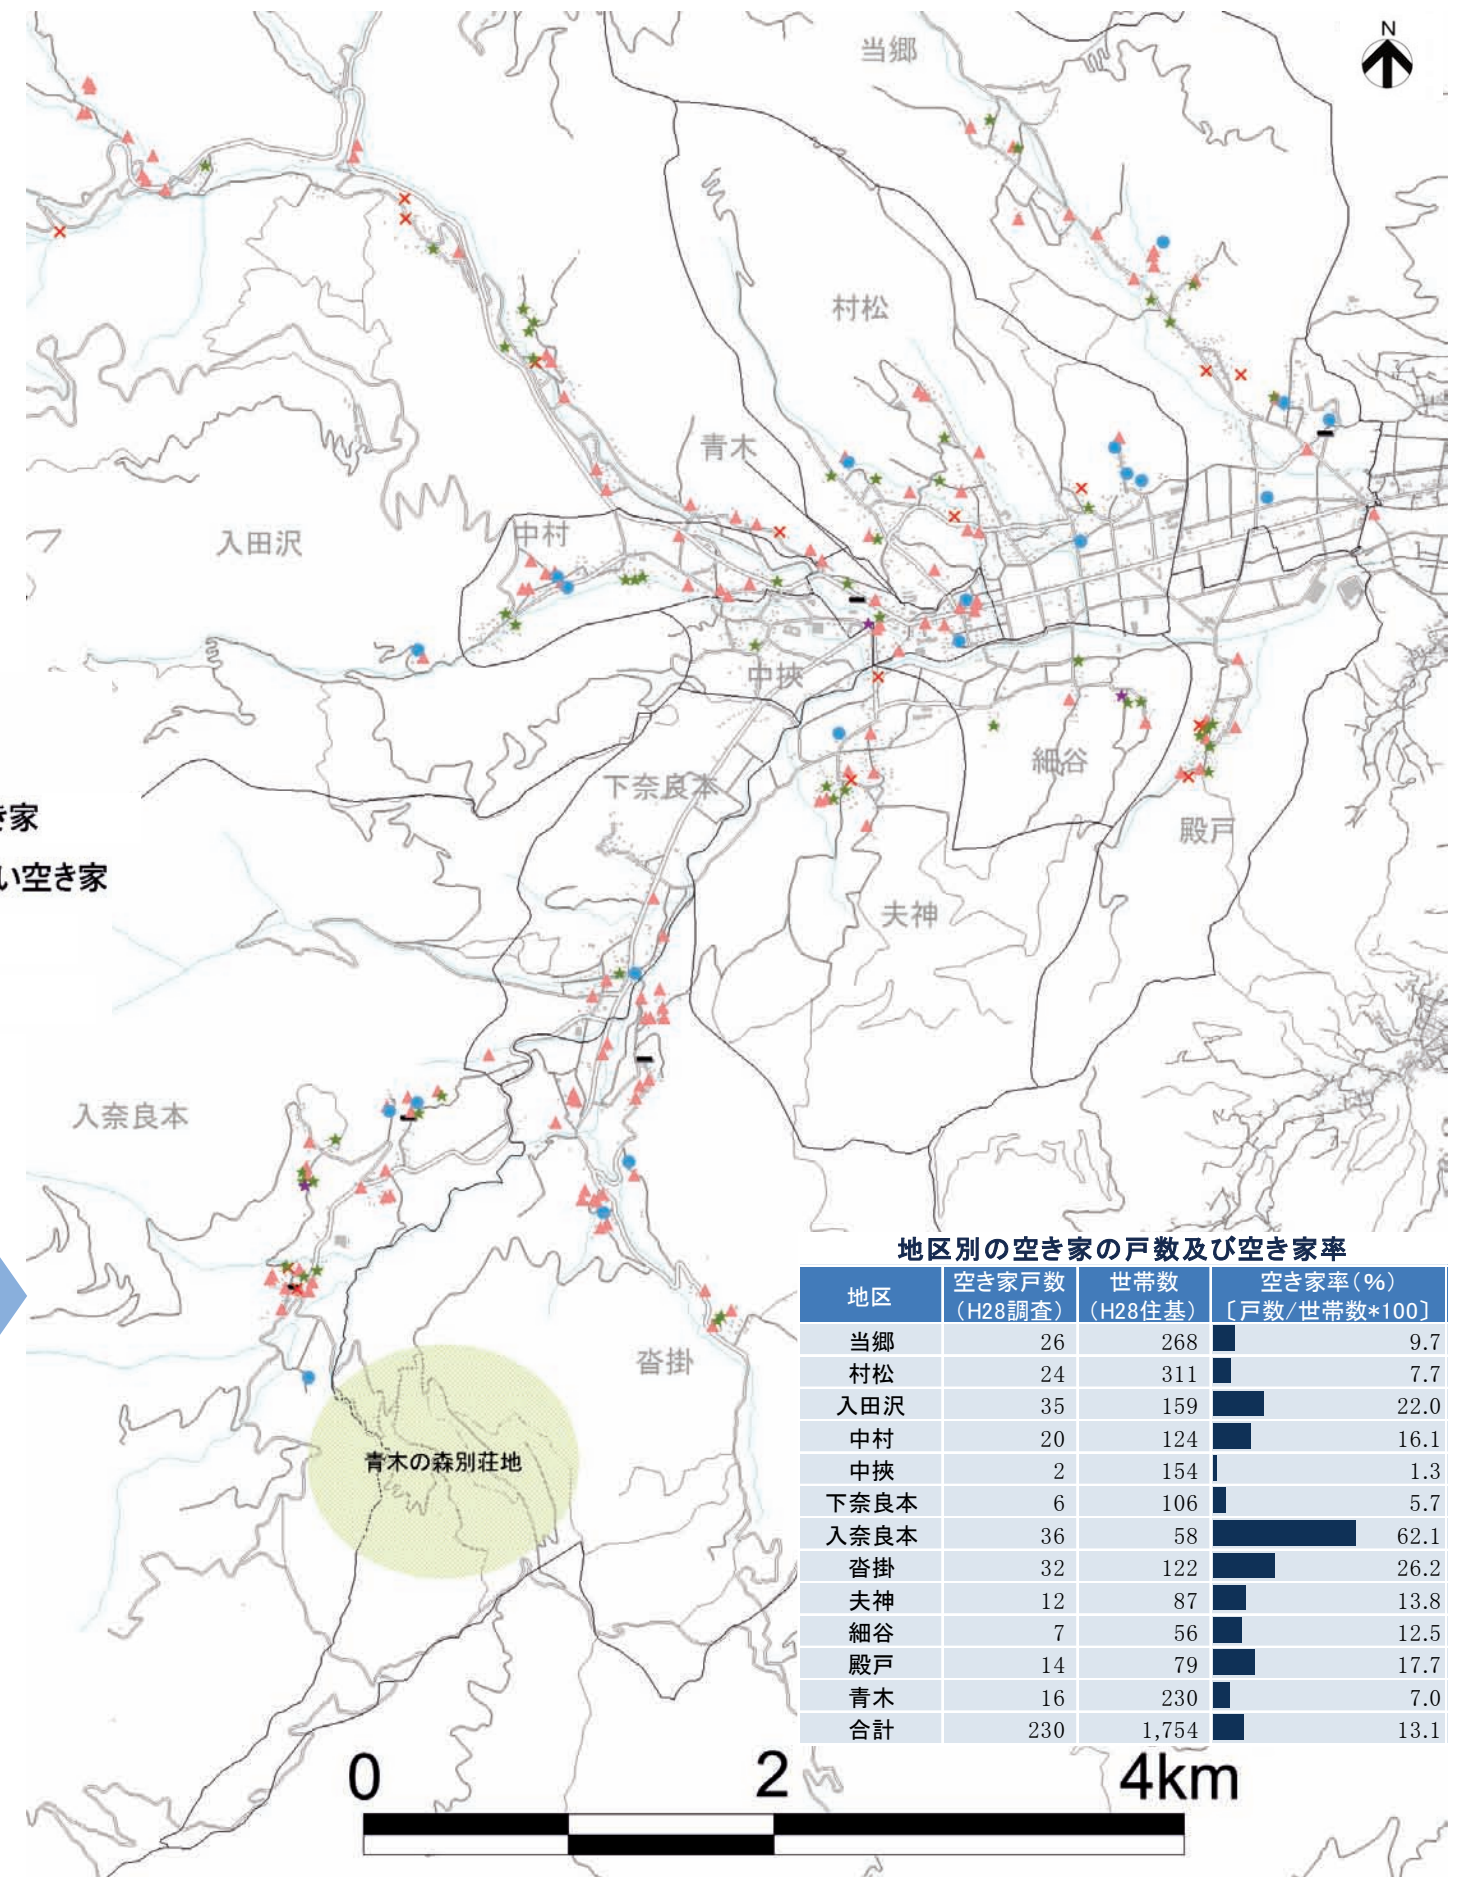 N
当郷
村松
青木
中村
入田沢
中挾
細谷
下奈良本
殿戸
き家
い空き家
夫神
入奈良本
沓掛
青木の森別荘地
地区別の空き家の戸数及び空き家率
地区 空き家戸数（H28調査） 世帯数（H28住基） 空き家率（%）〔戸数/世帯数*100〕
当郷 26 268 9.7
村松 24 311 7.7
入田沢 35 159 22.0
中村 20 124 16.1
中挾 2 154 1.3
下奈良本 6 106 5.7
入奈良本 36 58 62.1
沓掛 32 122 26.2
夫神 12 87 13.8
細谷 7 56 12.5
殿戸 14 79 17.7
青木 16 230 7.0
合計 230 1,754 13.1
0 2 4km